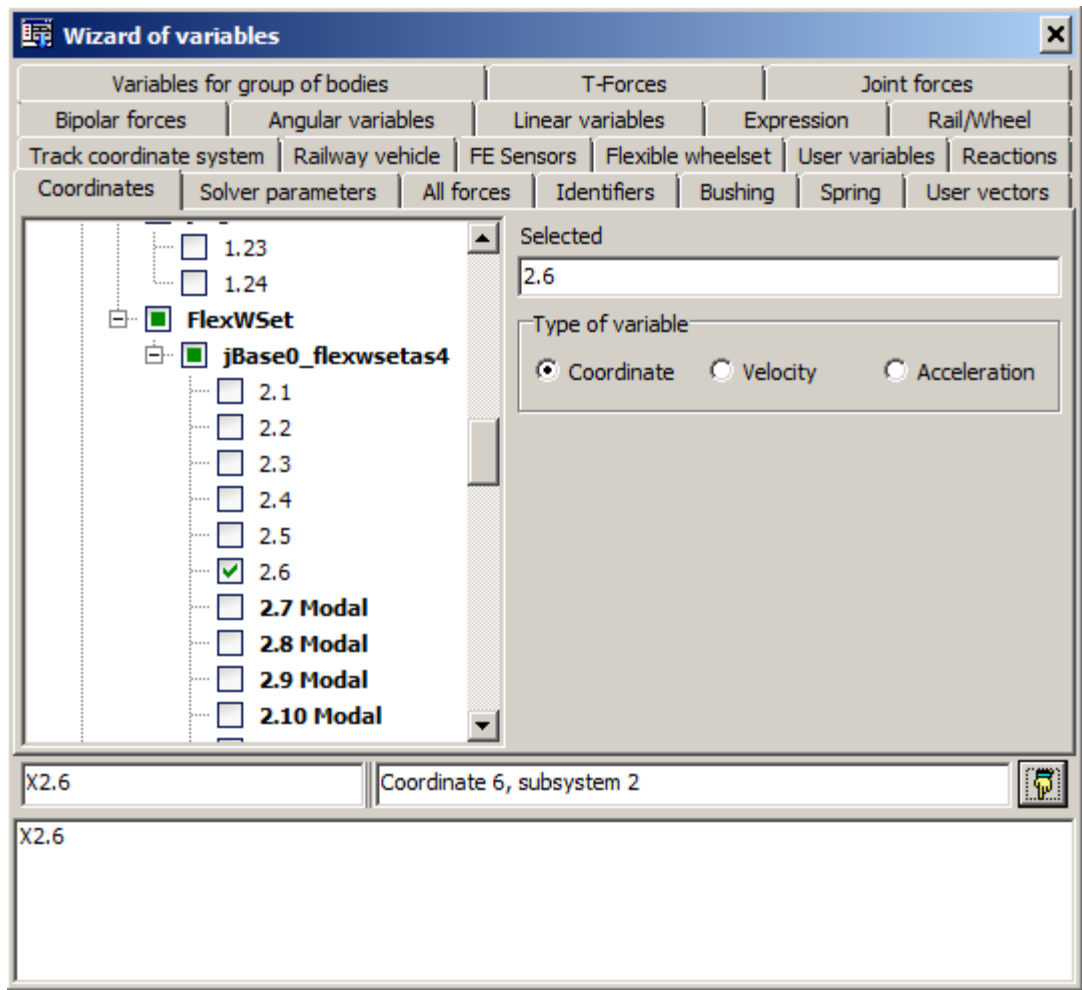 Wizard of variables
Variables for group of bodies T-Forces Joint forces
Bipolar forces Angular variables Linear variables Expression Rail/Wheel
Track coordinate system Railway vehicle FE Sensors Flexible wheelset User variables Reactions
Coordinates Solver parameters All forces Identifiers Bushing Spring User vectors
1.23
1.24
FlexWSet
jBase0_flexwsetas4
2.1
2.2
2.3
2.4
2.5
2.6
2.7 Modal
2.8 Modal
2.9 Modal
2.10 Modal
Selected
2.6
Type of variable
Coordinate Velocity Acceleration
X2.6 Coordinate 6, subsystem 2
X2.6